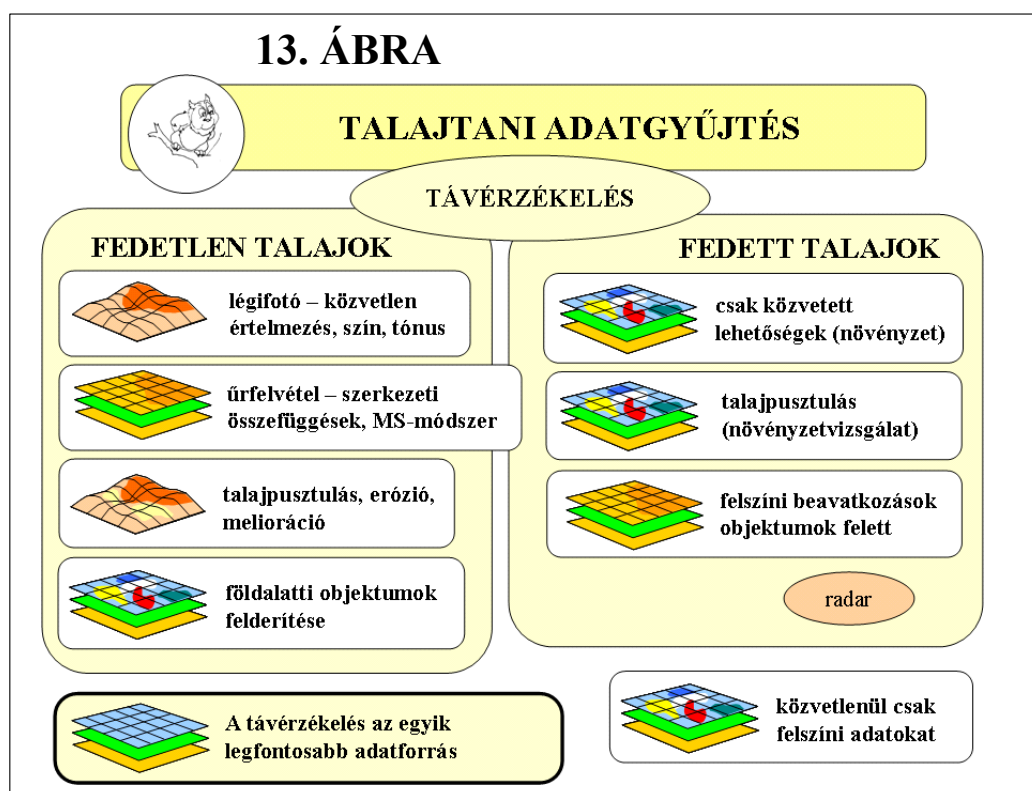 13. ÁBRA
TALAJTANI ADATGYŰJTÉS
TÁVÉRZÉKELÉS
FEDETLEN TALAJOK
légifotó – közvetlen
értelmezés, szín, tónus
űrfelvétel – szerkezeti
összefüggések, MS-módszer
talajpusztulás, erózió,
melioráció
földalatti objektumok
felderítése
FEDETT TALAJOK
csak közvetett
lehetőségek (növényzet)
talajpusztulás
(növényzetvizsgálat)
felszíni beavatkozások
objektumok felett
radar
A távérzékelés az egyik
legfontosabb adatforrás
közvetlenül csak
felszíni adatokat